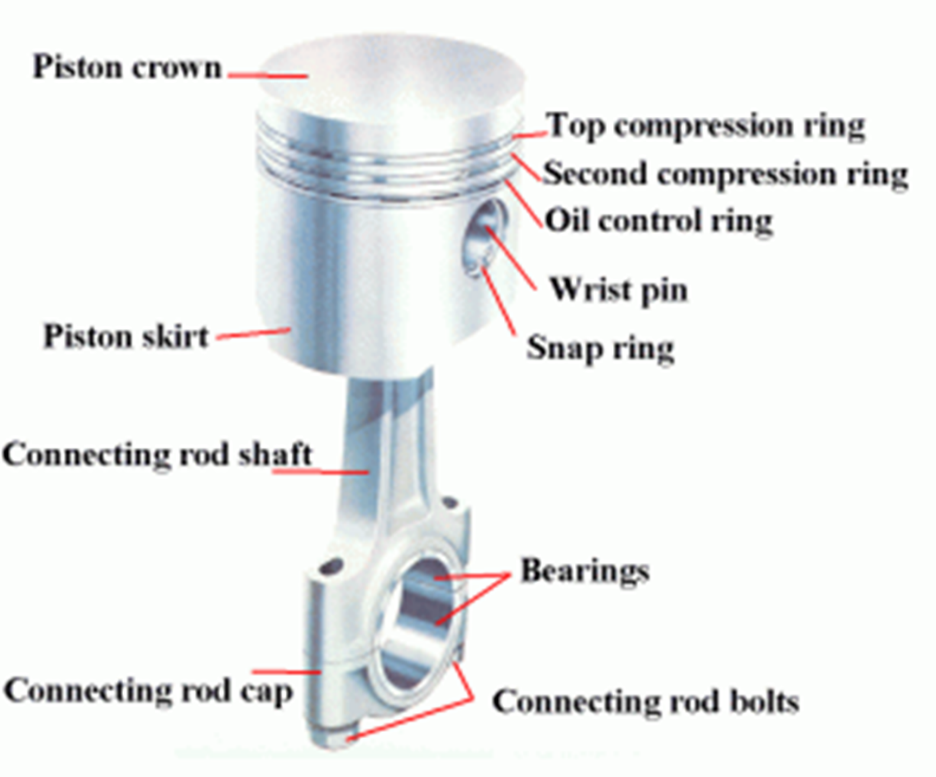 Piston crown
Top compression ring
Second compression ring
Oil control ring
Wrist pin
Piston skirt
Snap ring
Connecting rod shaft
Bearings
Connecting rod cap
Connecting rod bolts